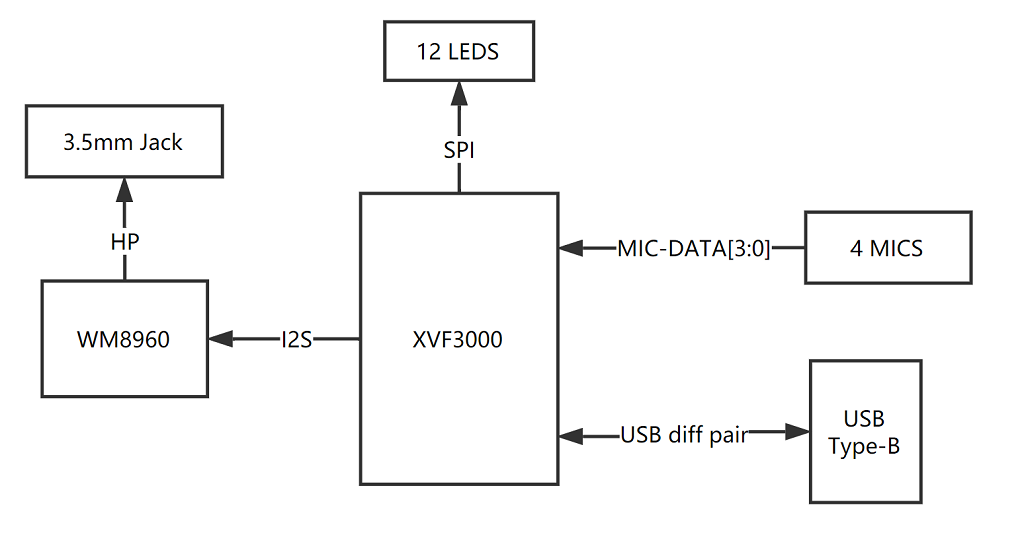 12 LEDS
3.5mm Jack
SPI
HP
MIC-DATA[3:0]
4 MICS
WM8960
I2S
XVF3000
USB diff pair
USB
Type-B